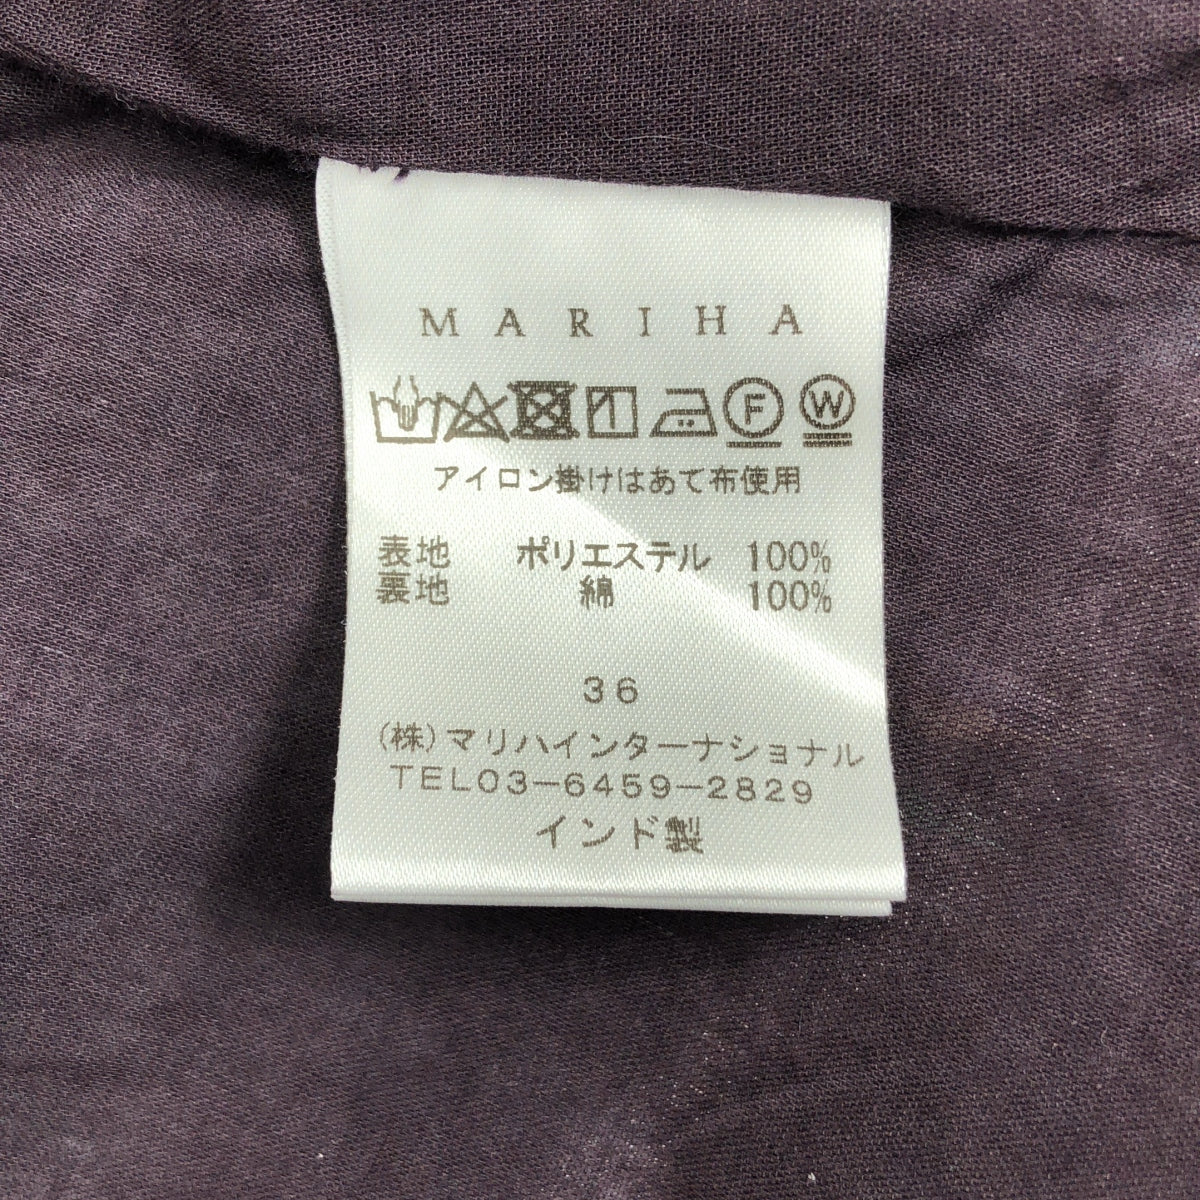 MARIHA
F W
アイロン掛けはあて布使用
表地 ポリエステル 100%
裏地 綿 100%
36
(株)マリハインターナショナル
TEL03-6459-2829
インド製